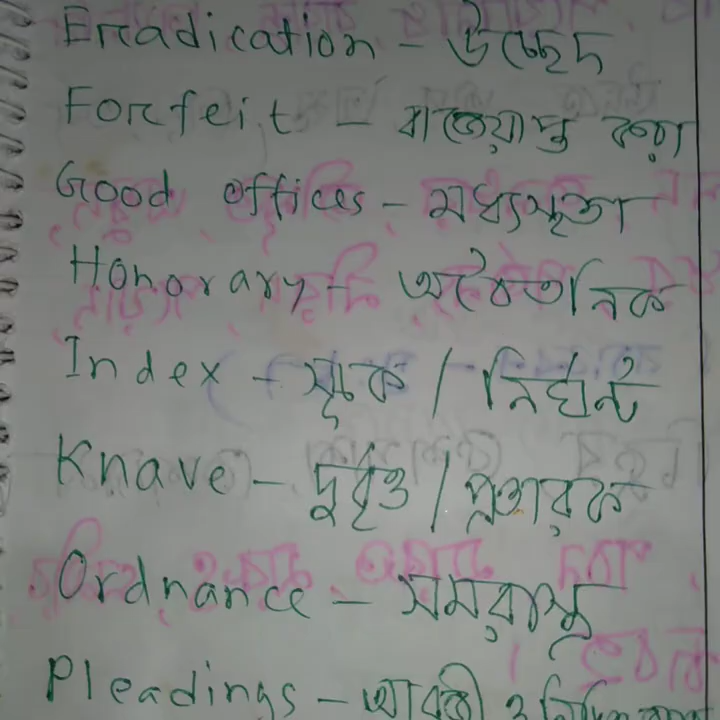 Erradication - উচ্ছেদ
Forfeit - বাজেয়াপ্ত করা
Good offices - মধ্যস্থতা
Honorary - অবৈতনিক
Index - সূচক / নির্ঘন্ট
Knave - দুর্বৃত্ত / প্রতারক
Ordnance - সমরাস্ত্র
Pleadings - আরজী ও